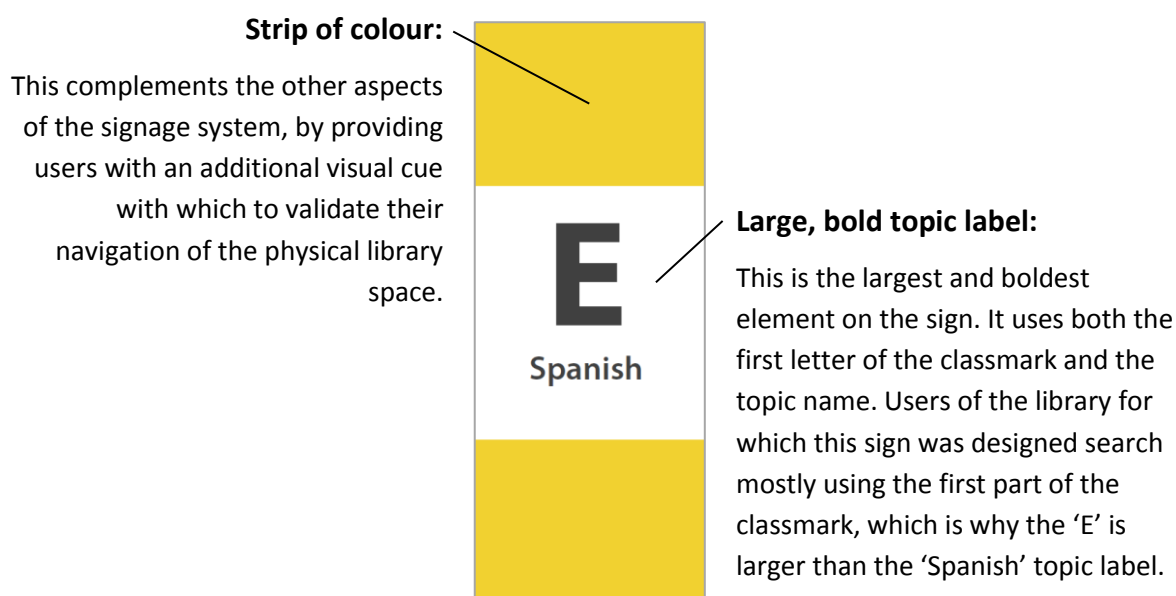 Strip of colour:
This complements the other aspects
of the signage system, by providing
users with an additional visual cue
with which to validate their
navigation of the physical library
space.
E
Spanish
Large, bold topic label:
This is the largest and boldest
element on the sign. It uses both the
first letter of the classmark and the
topic name. Users of the library for
which this sign was designed search
mostly using the first part of the
classmark, which is why the ‘E’ is
larger than the ‘Spanish’ topic label.